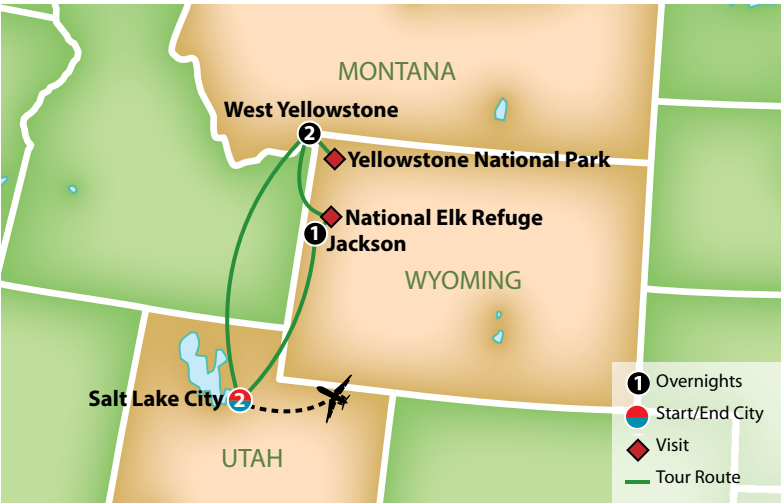 MONTANA
West Yellowstone
2
Yellowstone National Park
National Elk Refuge
1
Jackson
WYOMING
Salt Lake City
2
UTAH
1 Overnights
Start/End City
Visit
Tour Route